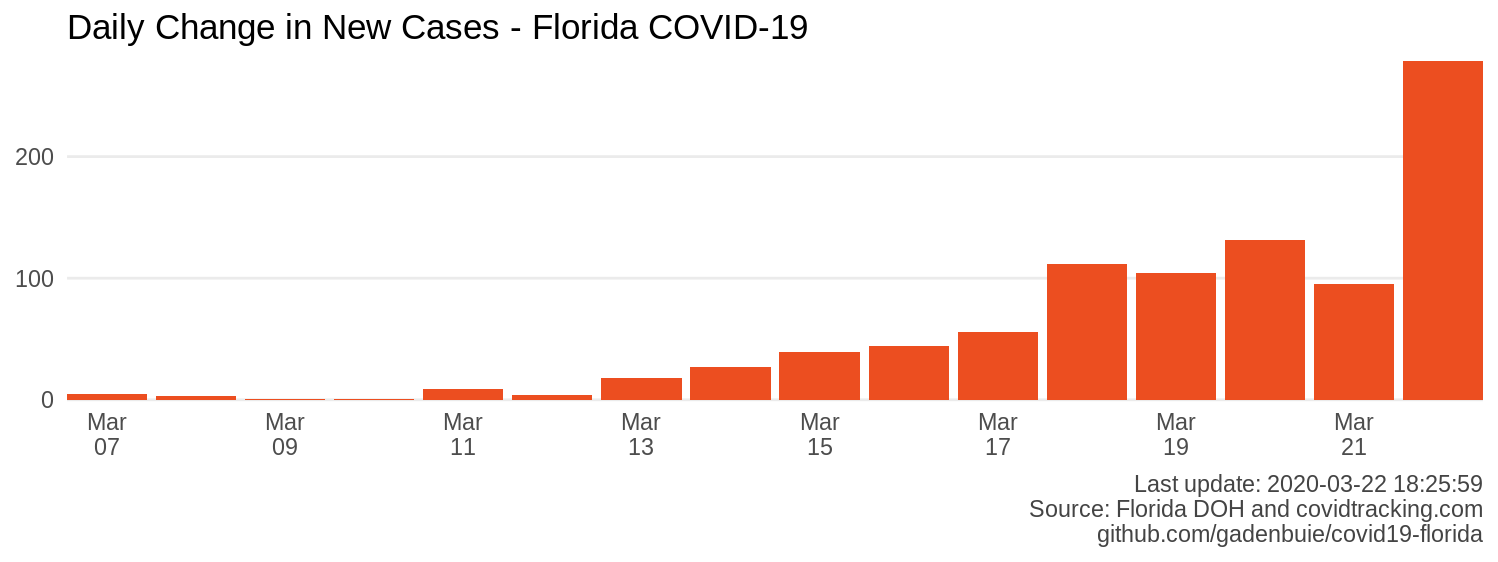 Daily Change in New Cases - Florida COVID-19
200
100
0
Mar
07
Mar
09
Mar
11
Mar
13
Mar
15
Mar
17
Mar
19
Mar
21
Last update: 2020-03-22 18:25:59
Source: Florida DOH and covidtracking.com
github.com/gadenbuie/covid19-florida